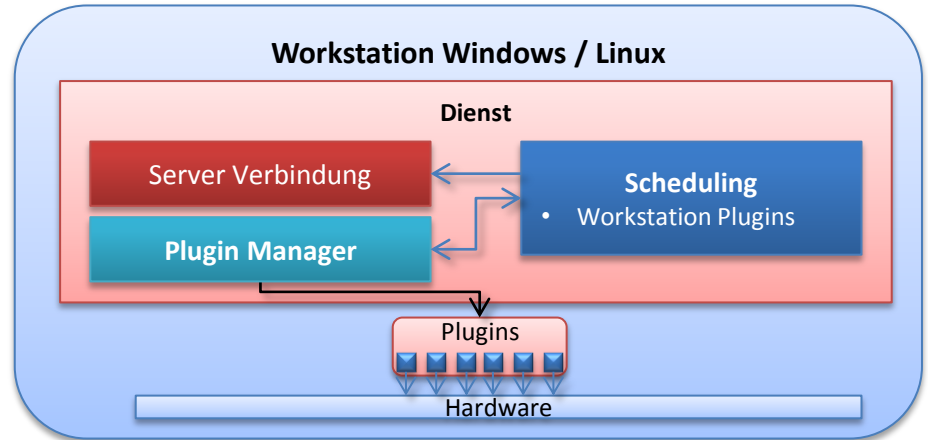 Workstation Windows / Linux
Dienst
Server Verbindung
Plugin Manager
Scheduling
• Workstation Plugins
Plugins
Hardware